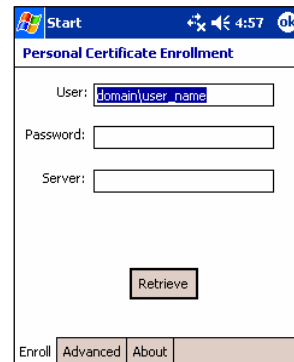 Start 4:57 ok
Personal Certificate Enrollment
User: domain\user_name
Password:
Server:
Retrieve
Enroll Advanced About